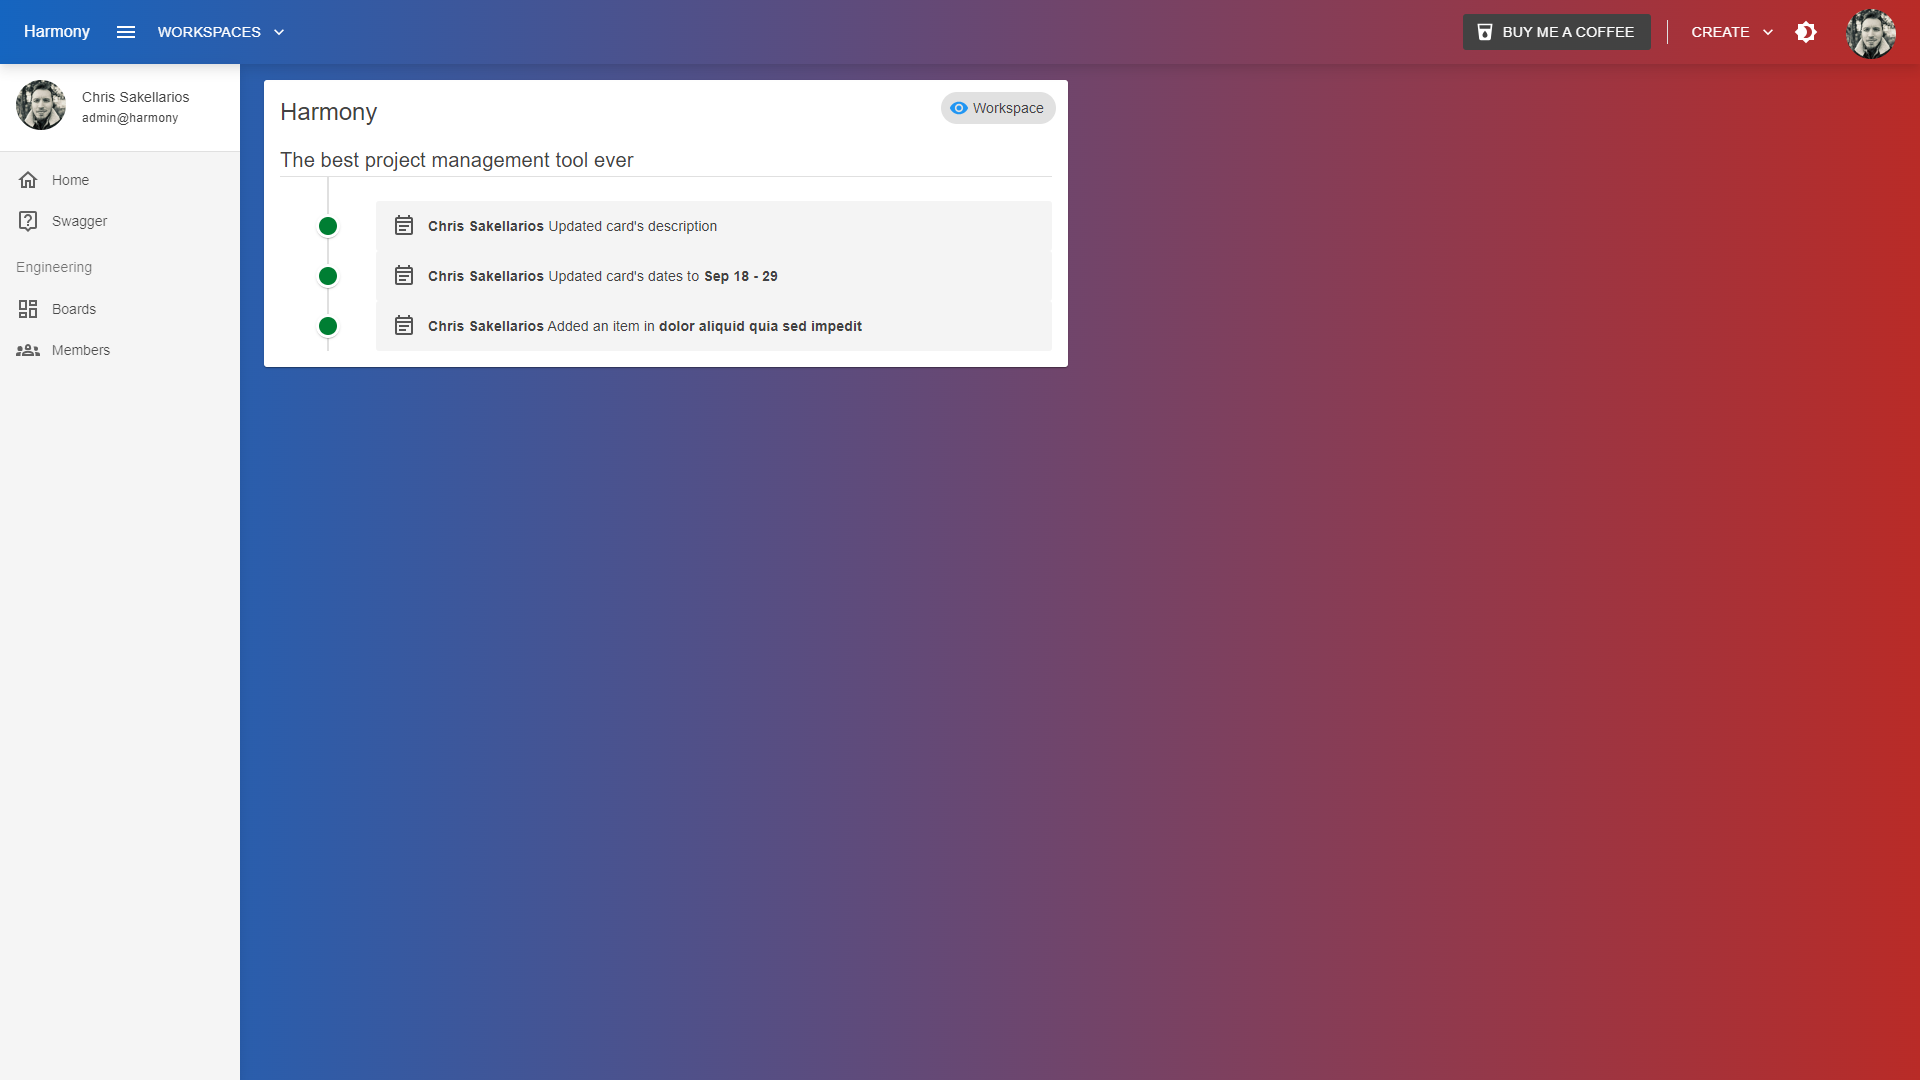 Harmony
WORKSPACES
BUY ME A COFFEE
CREATE
Chris Sakellarios
admin@harmony
Home
Swagger
Engineering
Boards
Members
Harmony
Workspace
The best project management tool ever
Chris Sakellarios Updated card's description
Chris Sakellarios Updated card's dates to Sep 18 - 29
Chris Sakellarios Added an item in dolor aliquid quia sed impedit